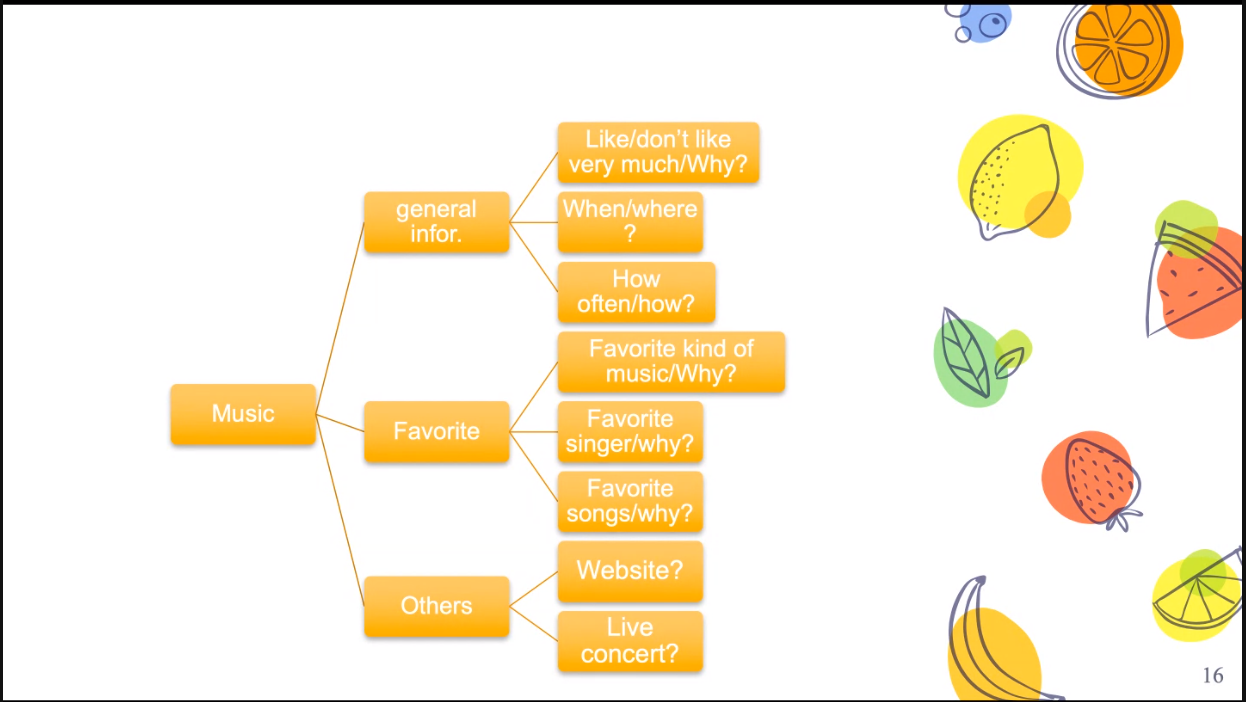 Music
general
infor.
Like/don’t like
very much/Why?
When/where
?
How
often/how?
Favorite
Favorite kind of
music/Why?
Favorite
singer/why?
Favorite
songs/why?
Others
Website?
Live
concert?
16